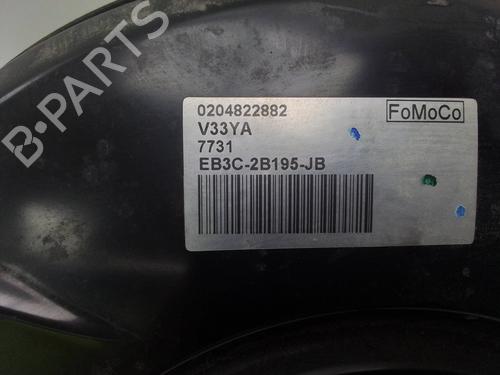 B-PARTS
0204822882
FoMoCo
V33YA
7731
EB3C-2B195-JB